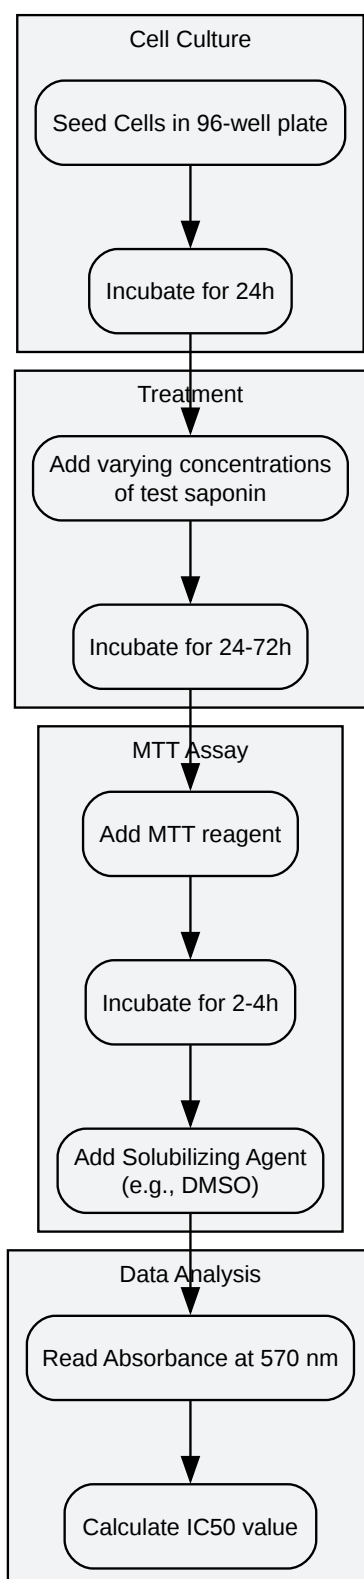 Cell Culture
Seed Cells in 96-well plate
Incubate for 24h
Treatment
Add varying concentrations
of test saponin
Incubate for 24-72h
MTT Assay
Add MTT reagent
Incubate for 2-4h
Add Solubilizing Agent
(e.g., DMSO)
Data Analysis
Read Absorbance at 570 nm
Calculate IC50 value